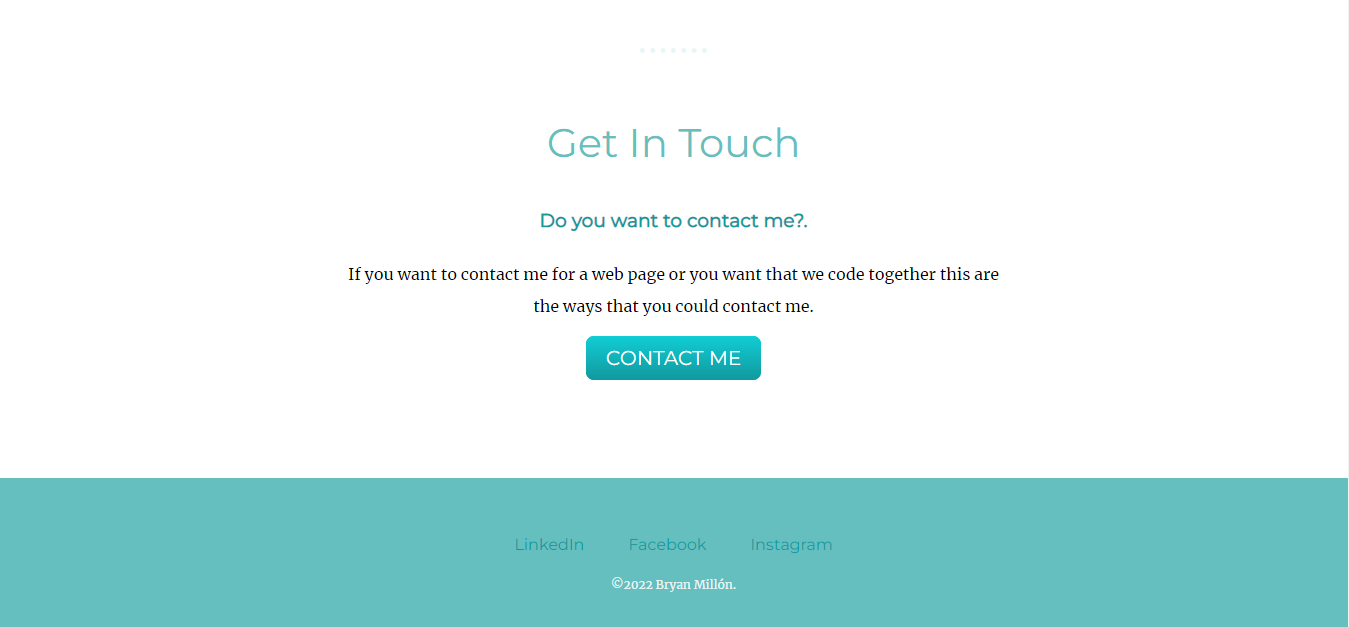 Get In Touch
Do you want to contact me?.
If you want to contact me for a web page or you want that we code together this are
the ways that you could contact me.
CONTACT ME
LinkedIn Facebook Instagram
©2022 Bryan Millón.